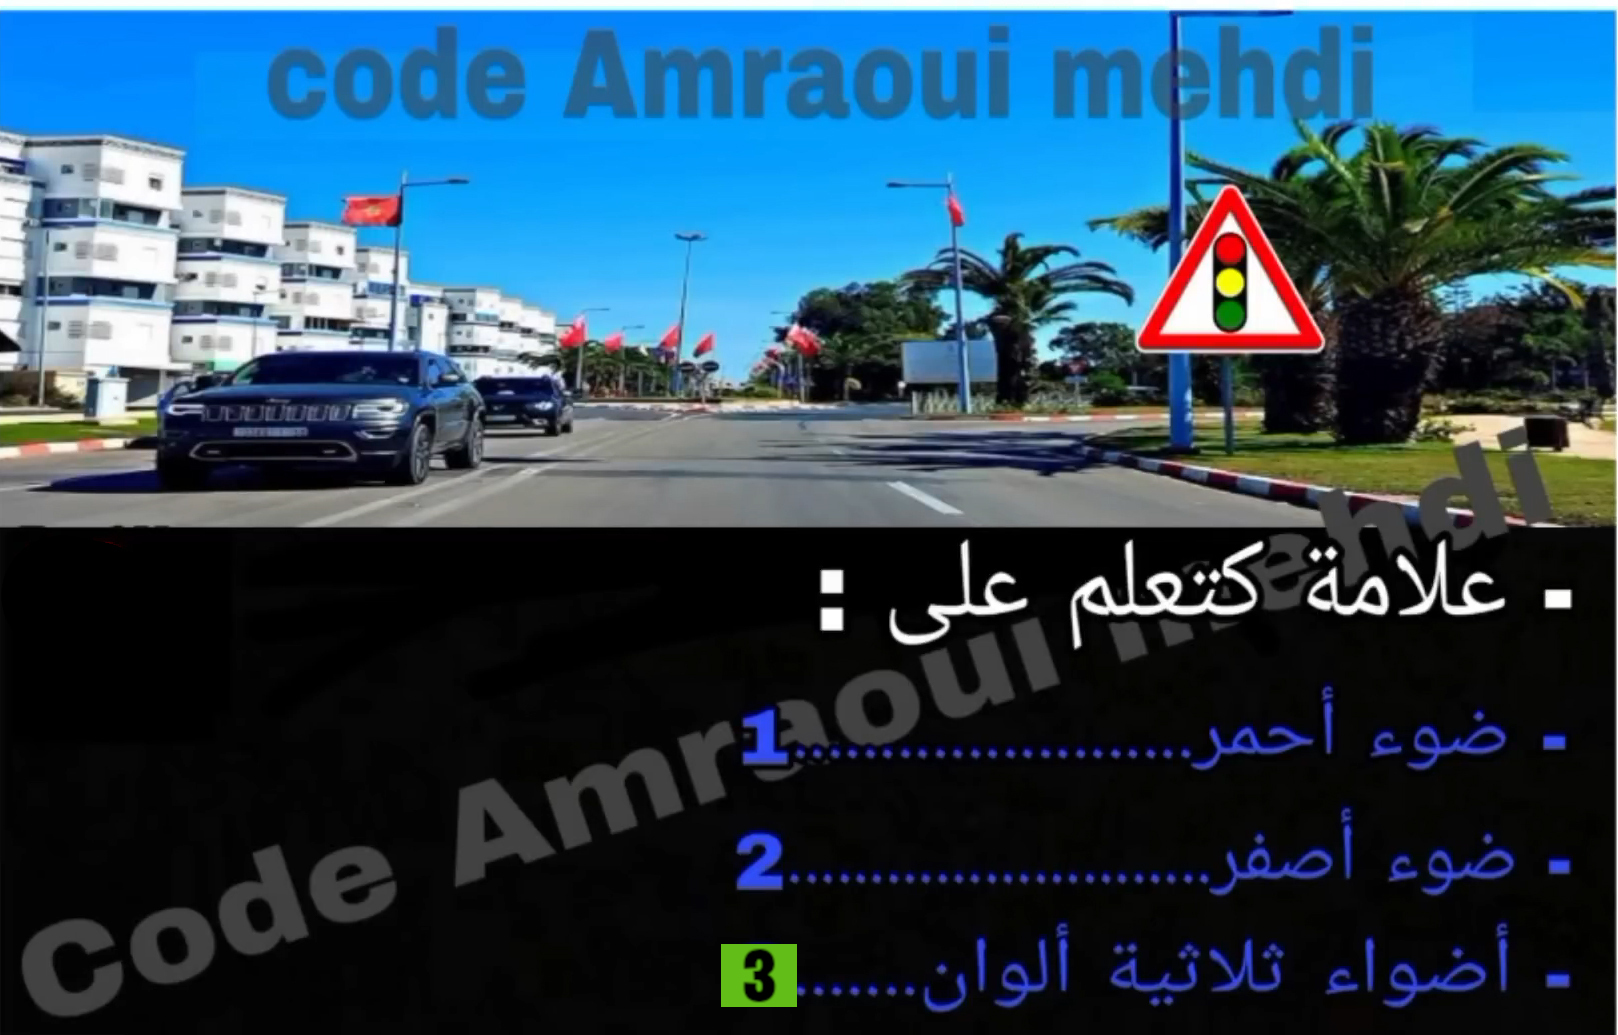 code Amraoui mehdi
- علامة كتعلم على :
- ضوء أحمر.......................1
- ضوء أصفر..........................2
- أضواء ثلاثية ألوان........3
Code Amraoui mehdi